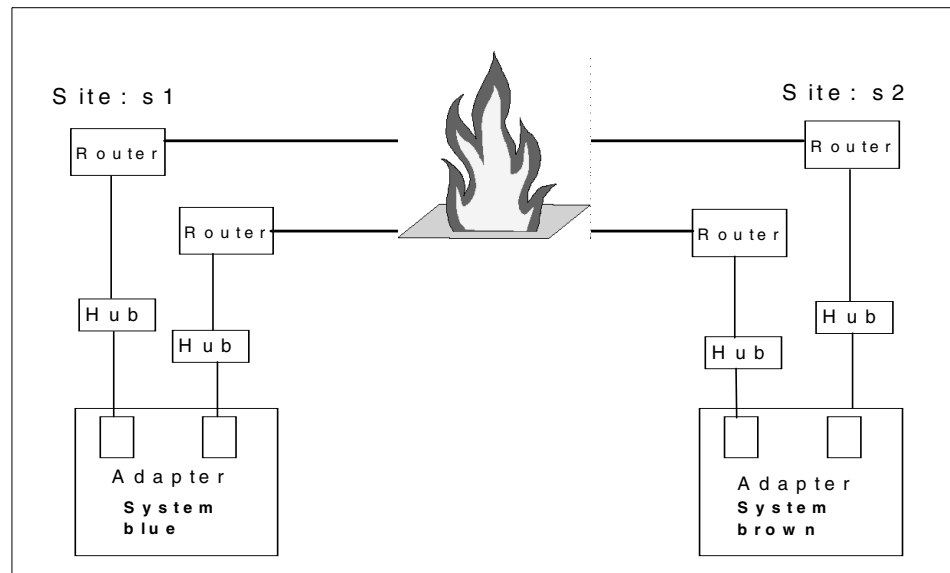 Site: s1
Site: s2
Router
Router
Router
Router
Hub
Hub
Hub
Hub
Adapter
System
blue
Adapter
System
brown